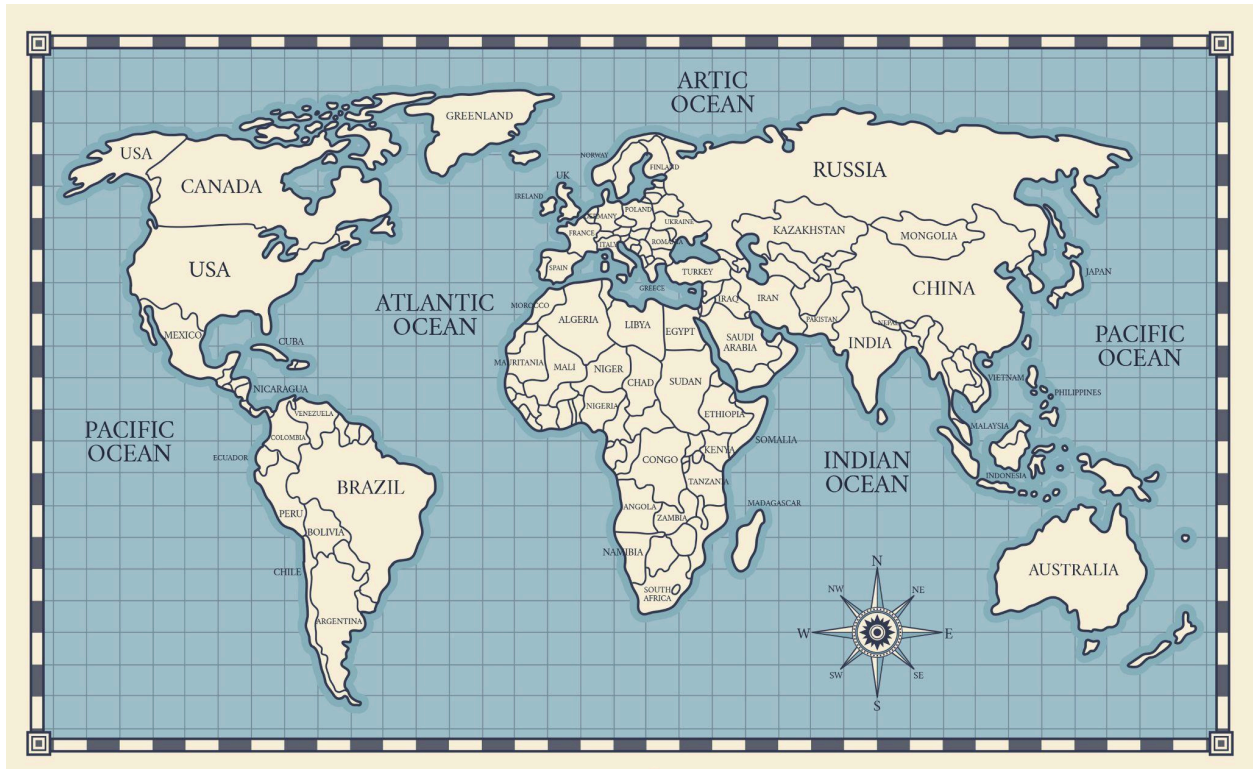 ARTIC
OCEAN
GREENLAND
USA
CANADA
NORWAY
FINLAND
RUSSIA
UK
IRELAND
POLAND
GERMANY
UKRAINE
FRANCE
ITALY
ROMANIA
KAZAKHSTAN
MONGOLIA
USA
SPAIN
TURKEY
GREECE
CHINA
JAPAN
ATLANTIC
OCEAN
MOROCCO
ALGERIA
LIBYA
EGYPT
IRAQ
IRAN
PAKISTAN
NEPAL
INDIA
SAUDI
ARABIA
PACIFIC
OCEAN
MEXICO
CUBA
MAURITANIA
MALI
NIGER
CHAD
SUDAN
NICARAGUA
VIETNAM
PHILIPPINES
NIGERIA
ETHIOPIA
VENEZUELA
COLOMBIA
MALAYSIA
PACIFIC
OCEAN
ECUADOR
SOMALIA
KENYA
CONGO
INDIAN
OCEAN
INDONESIA
BRAZIL
TANZANIA
PERU
ANGOLA
ZAMBIA
MADAGASCAR
BOLIVIA
NAMIBIA
CHILE
SOUTH
AFRICA
AUSTRALIA
ARGENTINA
N
NW
NE
W
E
SW
SE
S